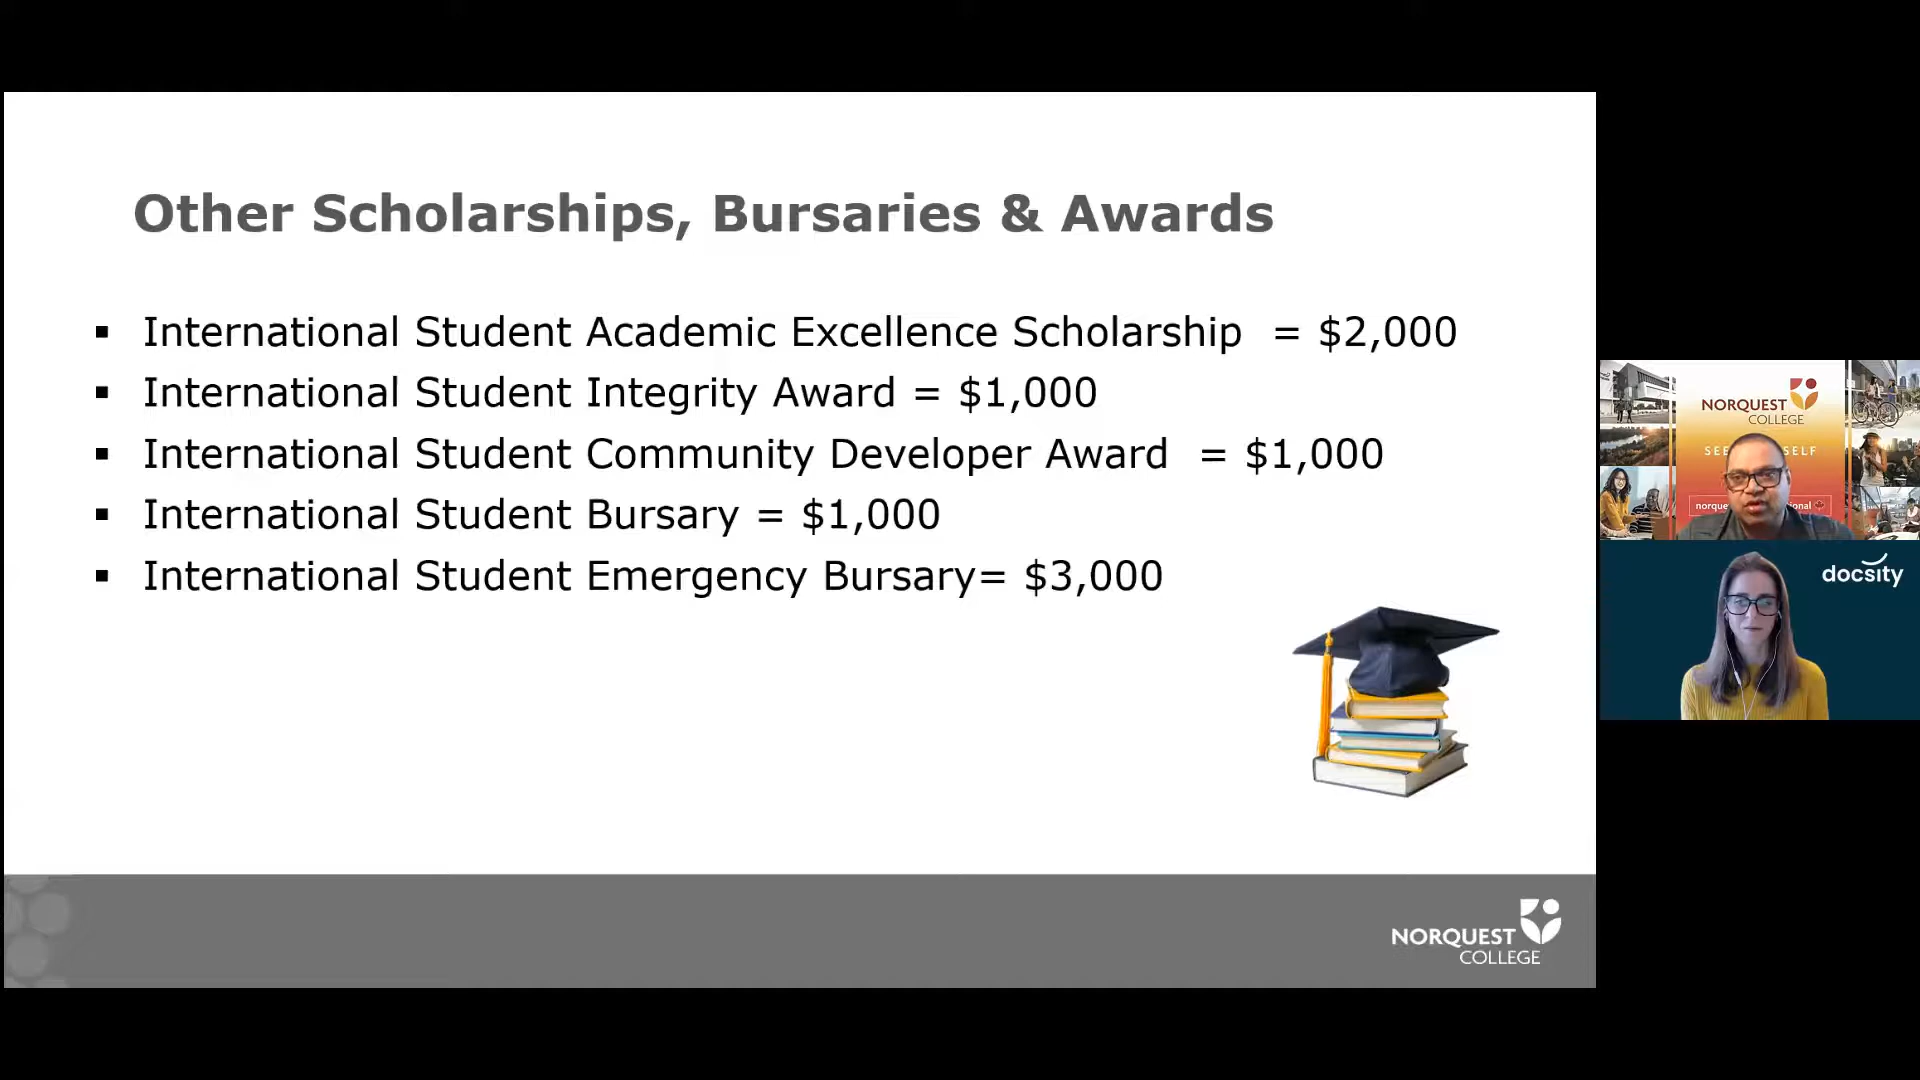 Other Scholarships, Bursaries & Awards
▪ International Student Academic Excellence Scholarship = $2,000
▪ International Student Integrity Award = $1,000
▪ International Student Community Developer Award = $1,000
▪ International Student Bursary = $1,000
▪ International Student Emergency Bursary= $3,000
NORQUEST
COLLEGE
NORQUEST
COLLEGE
docsity